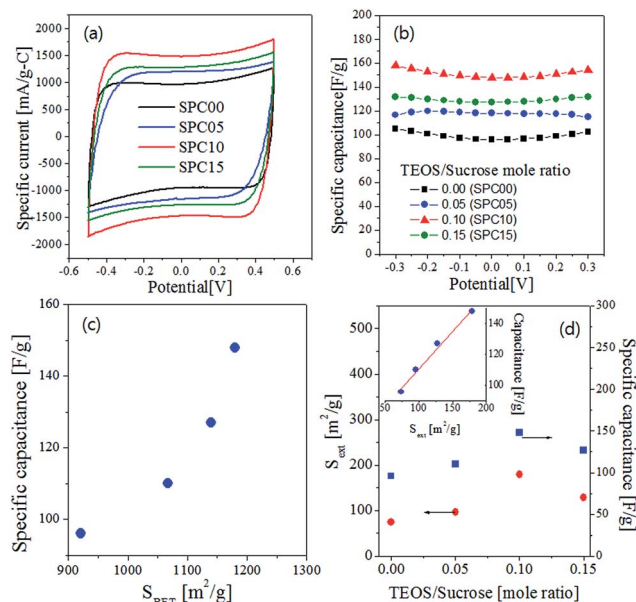 (a)
Specific current [mA/g-C]
2000
1500
1000
500
0
-500
-1000
-1500
-2000
SPC00
SPC05
SPC10
SPC15
-0.6 -0.4 -0.2 0.0 0.2 0.4 0.6
Potential[V]
(b)
Specific capacitance[F/g]
200
180
160
140
120
100
80
60
40
20
0
TEOS/Sucrose mole ratio
0.00 (SPC00)
0.05 (SPC05)
0.10 (SPC10)
0.15 (SPC15)
-0.3 -0.2 -0.1 0.0 0.1 0.2 0.3
Potential[V]
(c)
Specific capacitance [F/g]
160
140
120
100
900 1000 1100 1200 1300
S_BET [m²/g]
(d)
S_ext [m²/g]
500
400
300
200
100
0
Capacitance
[F/g]
140
120
100
50 100 150 200
S_ext [m²/g]
300
250
200
150
100
50
0
Specific capacitance [F/g]
0.00 0.05 0.10 0.15
TEOS/Sucrose [mole ratio]